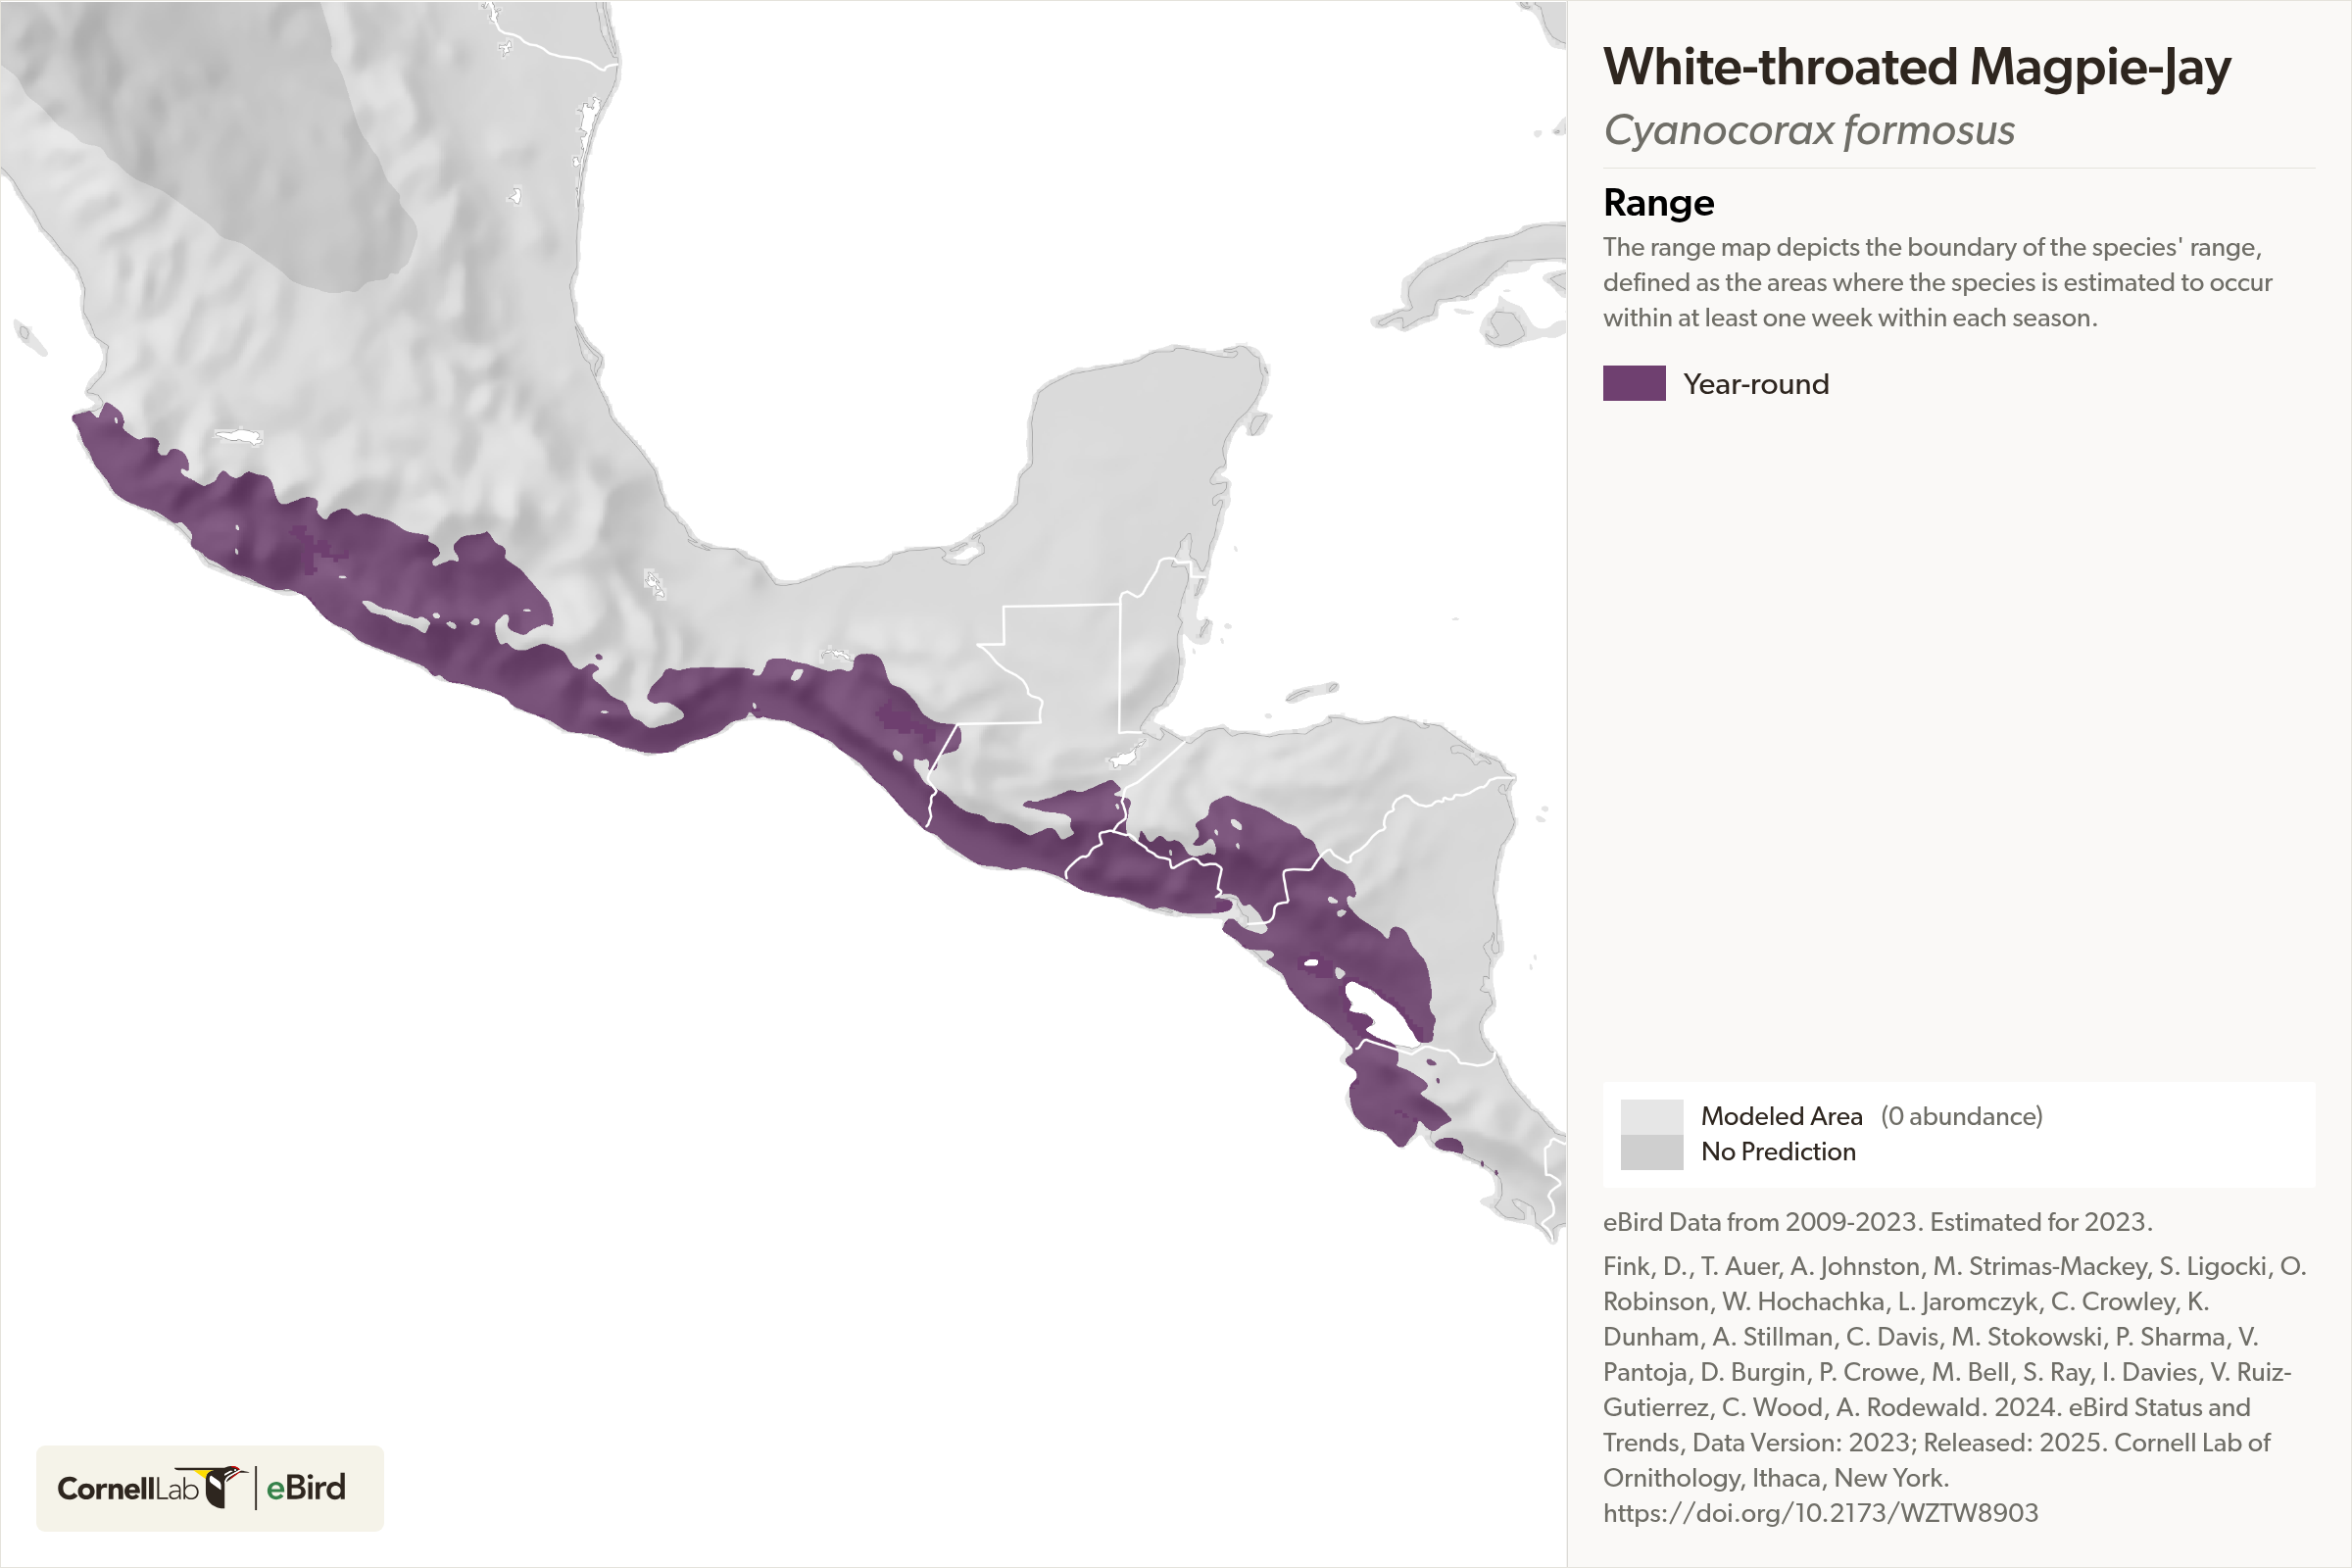 White-throated Magpie-Jay
Cyanocorax formosus
Range
The range map depicts the boundary of the species' range,
defined as the areas where the species is estimated to occur
within at least one week within each season.
Year-round
Modeled Area (0 abundance)
No Prediction
eBird Data from 2009-2023. Estimated for 2023.
Fink, D., T. Auer, A. Johnston, M. Strimas-Mackey, S. Ligocki, O.
Robinson, W. Hochachka, L. Jaromczyk, C. Crowley, K.
Dunham, A. Stillman, C. Davis, M. Stokowski, P. Sharma, V.
Pantoja, D. Burgin, P. Crowe, M. Bell, S. Ray, I. Davies, V. Ruiz-
Gutierrez, C. Wood, A. Rodewald. 2024. eBird Status and
Trends, Data Version: 2023; Released: 2025. Cornell Lab of
Ornithology, Ithaca, New York.
https://doi.org/10.2173/WZTW8903
CornellLab eBird